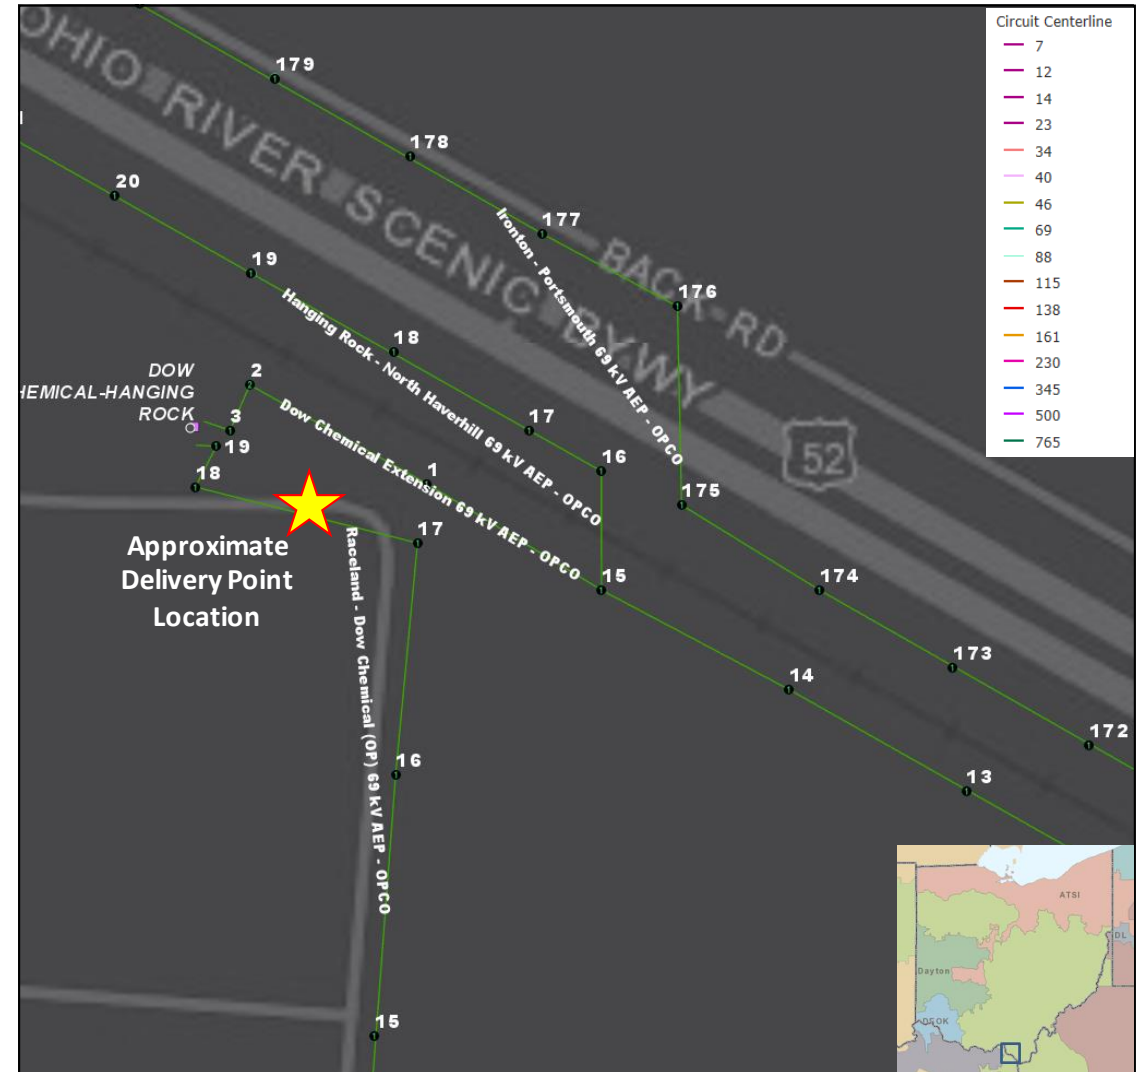 Circuit Centerline
7
12
14
23
34
40
46
69
88
115
138
161
230
345
500
765
OHIO RIVER SCENIC BYWY
BACK RD
52
179
178
177
176
175
174
173
172
Ironton - Portsmouth 69 kV AEP - OPCO
20
19
18
17
16
15
14
13
Hanging Rock - North Haverhill 69 kV AEP - OPCO
DOW
HEMICAL-HANGING
ROCK
2
3
1
Dow Chemical Extension 69 kV AEP - OPCO
19
18
17
16
15
Raceland - Dow Chemical (OP) 69 kV AEP - OPCO
Approximate
Delivery Point
Location
ATSI
Dayton
DEOK
DL